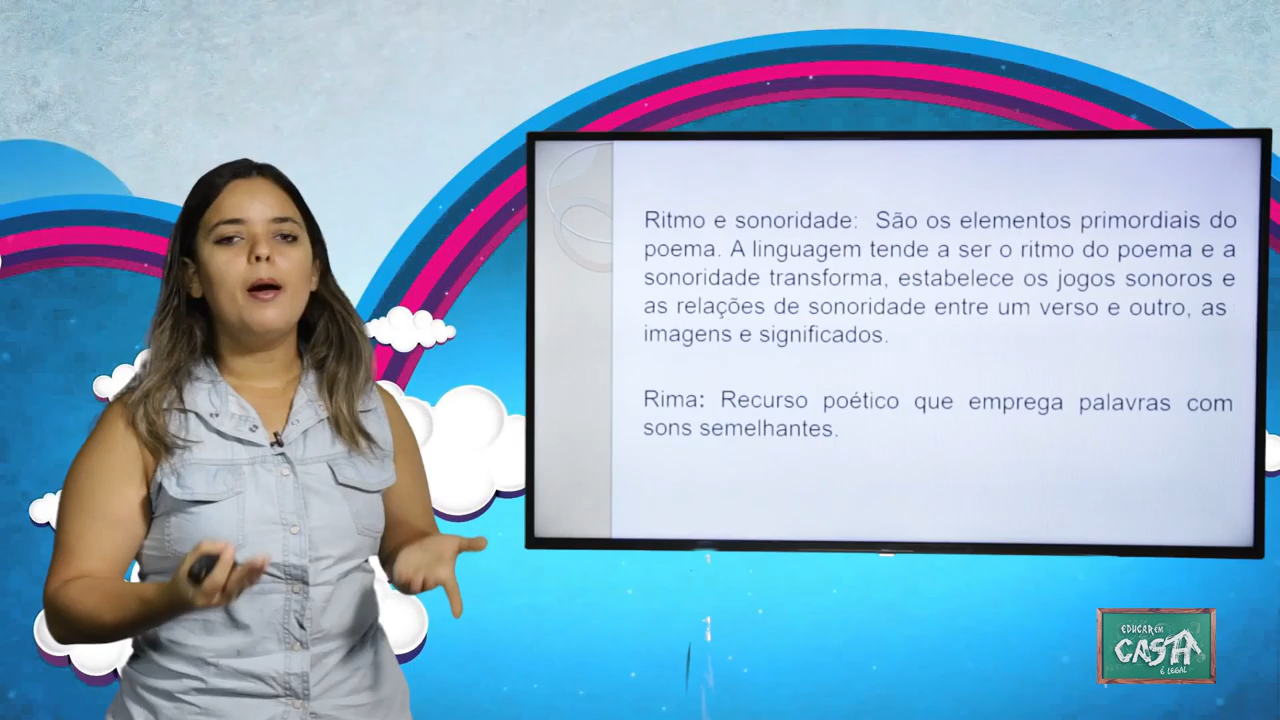 Ritmo e sonoridade: São os elementos primordiais do
poema. A linguagem tende a ser o ritmo do poema e a
sonoridade transforma, estabelece os jogos sonoros e
as relações de sonoridade entre um verso e outro, as
imagens e significados.
Rima: Recurso poético que emprega palavras com
sons semelhantes.
EDUCAR EM
CASA
É LEGAL